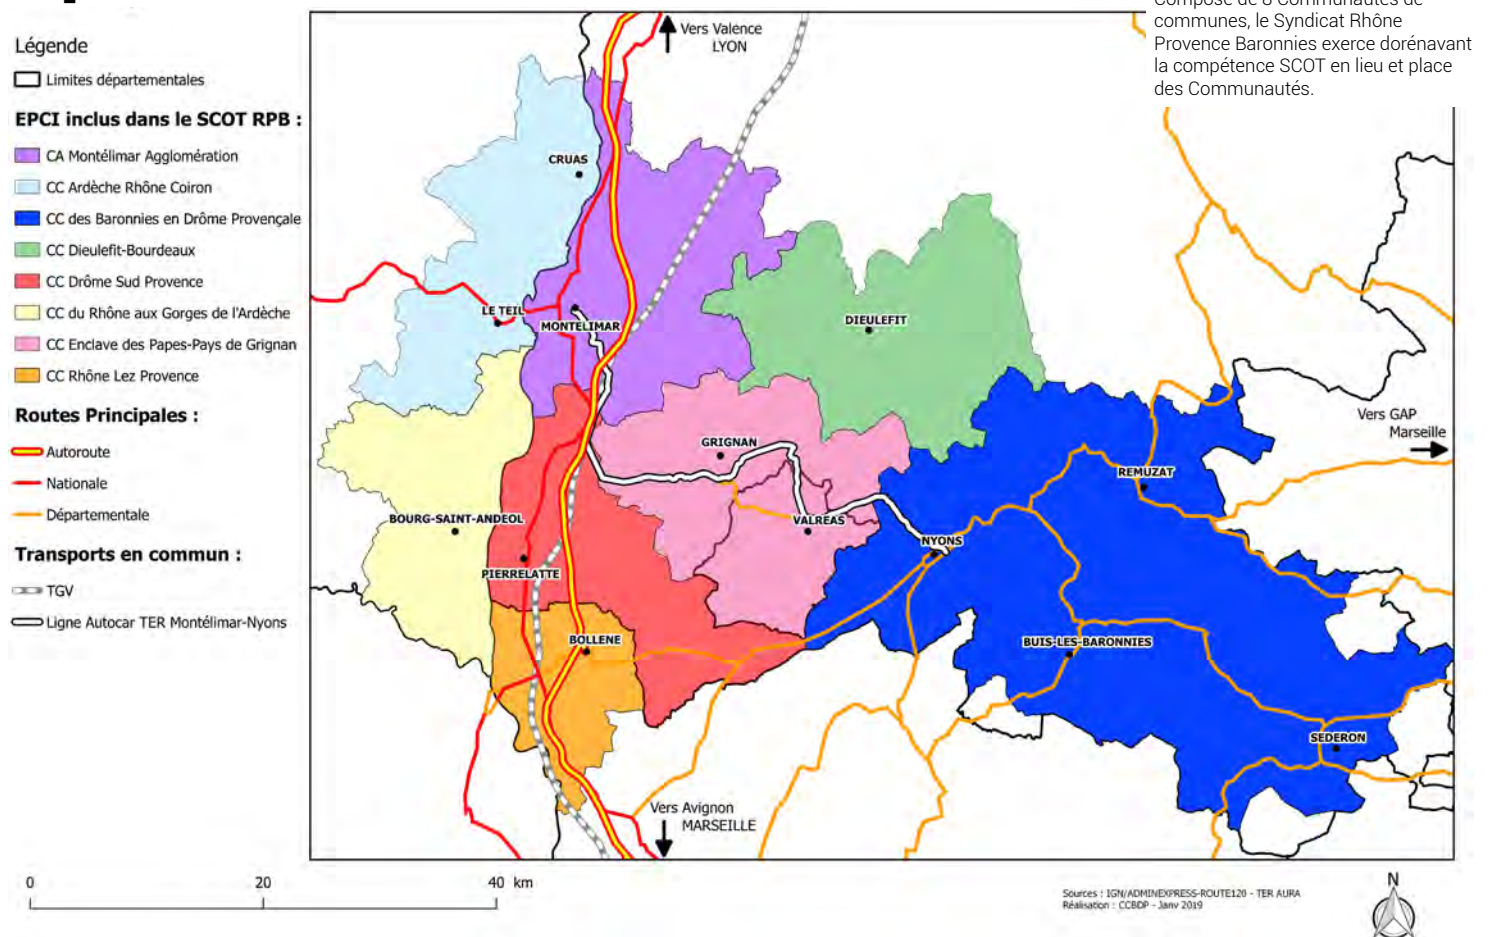 Composé de 8 Communautés de
communes, le Syndicat Rhône
Provence Baronnies exerce dorénavant
la compétence SCOT en lieu et place
des Communautés.
Légende
Limites départementales
EPCI inclus dans le SCOT RPB :
CA Montélimar Agglomération
CC Ardèche Rhône Coiron
CC des Baronnies en Drôme Provençale
CC Dieulefit-Bourdeaux
CC Drôme Sud Provence
CC du Rhône aux Gorges de l'Ardèche
CC Enclave des Papes-Pays de Grignan
CC Rhône Lez Provence
Routes Principales :
Autoroute
Nationale
Départementale
Transports en commun :
TGV
Ligne Autocar TER Montélimar-Nyons
Vers Valence
LYON
CRUAS
LE TEIL
MONTELIMAR
DIEULEFIT
Vers GAP
Marseille
GRIGNAN
REMUZAT
BOURG-SAINT-ANDEOL
VALREAS
NYONS
PIERRELATTE
BOLLENE
BUIS-LES-BARONNIES
SEDERON
Vers Avignon
MARSEILLE
0 20 40 km
Sources : IGN/ADMINEXPRESS-ROUTE120 - TER AURA
Réalisation : CCBDP - Janv 2019
N